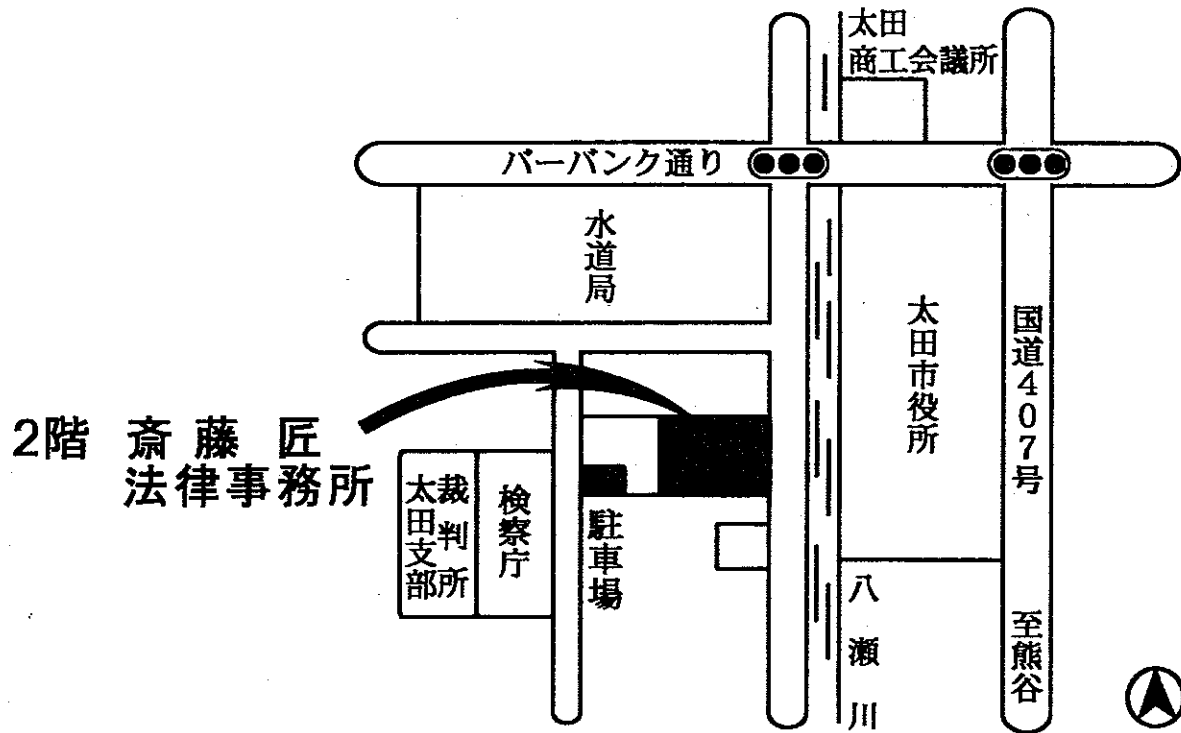 太田
商工会議所
バーバンク通り
水道局
太田市役所
国道407号
2階 斎藤 匠
法律事務所
裁判所
太田支部
検察庁
駐車場
八瀬川
至熊谷